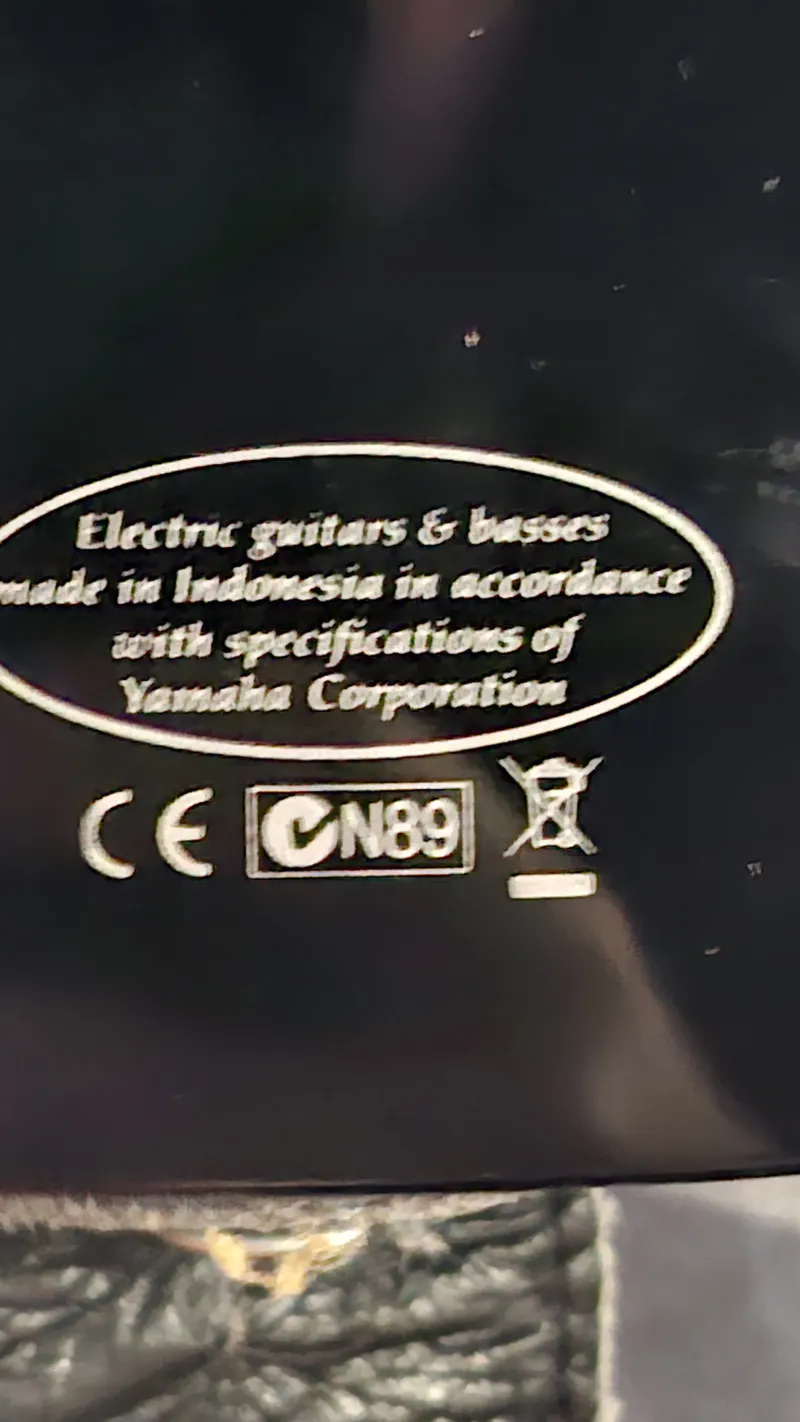 Electric guitars & basses
made in Indonesia in accordance
with specifications of
Yamaha Corporation
CE N89